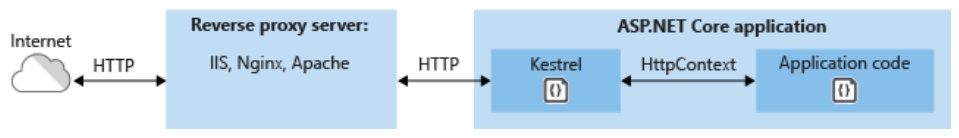 Reverse proxy server:
ASP.NET Core application
Internet
HTTP
IIS, Nginx, Apache
HTTP
Kestrel
HttpContext
Application code
{}
{}